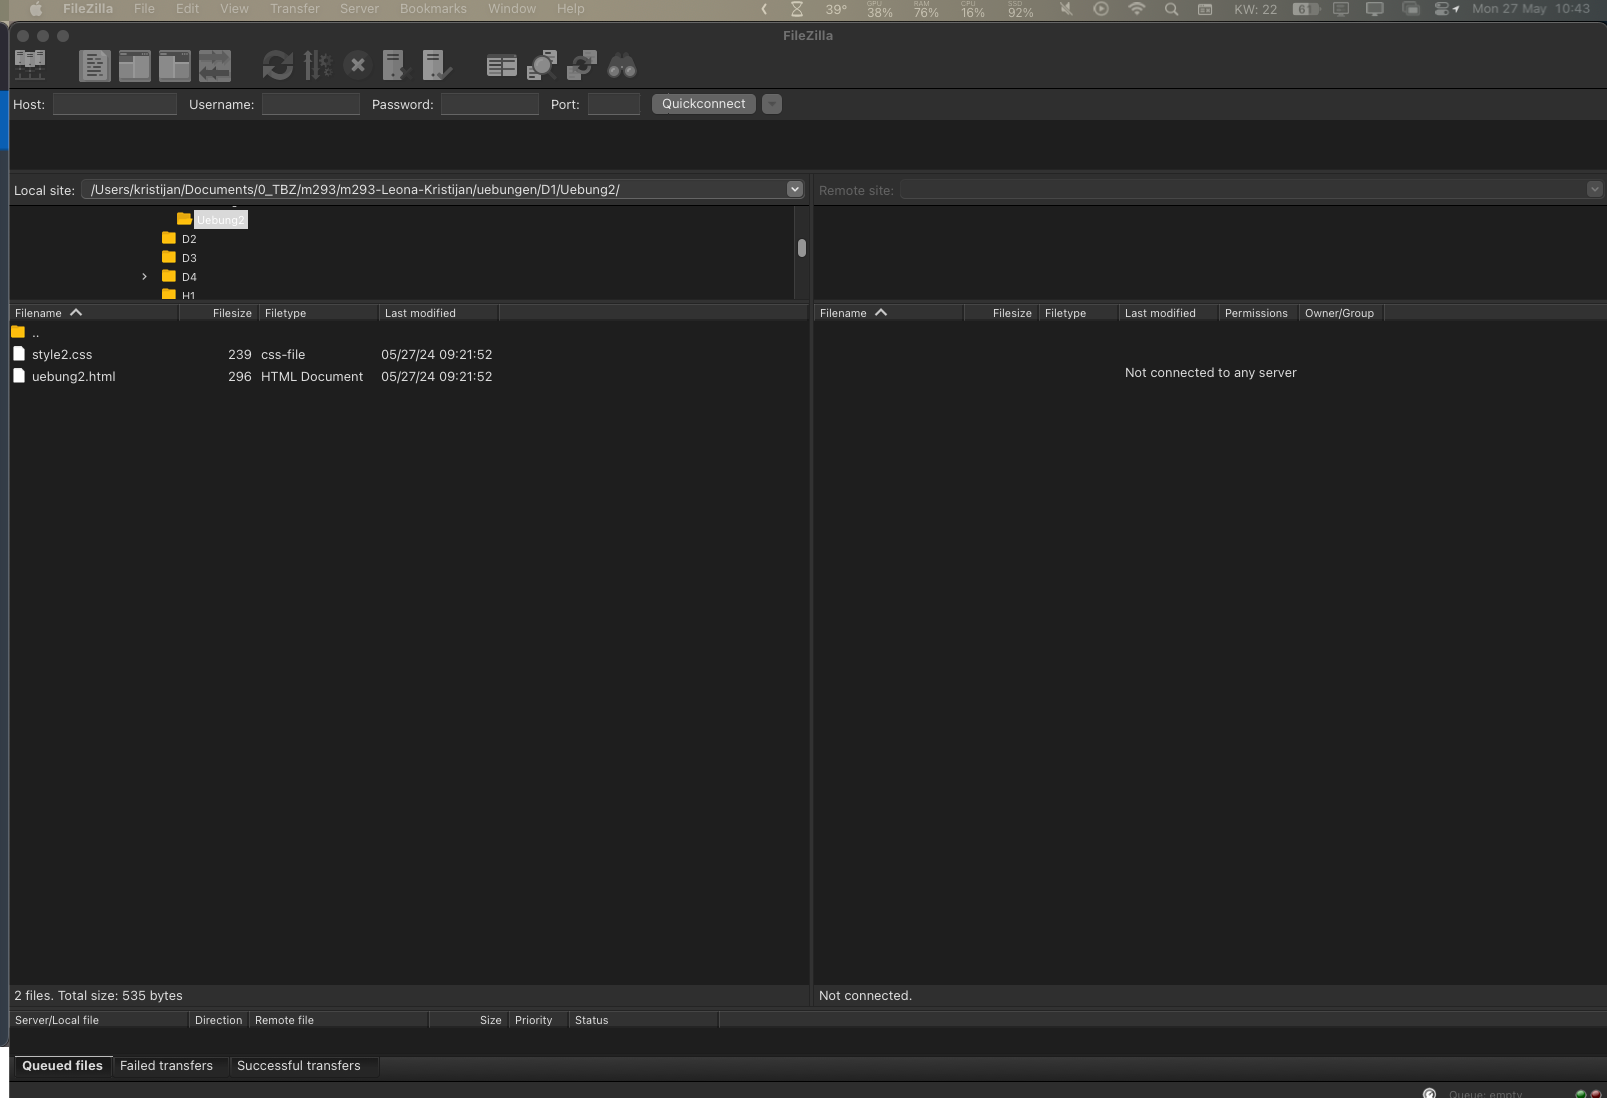 FileZilla File Edit View Transfer Server Bookmarks Window Help 39° GPU 38% RAM 76% CPU 16% SSD 92% KW: 22 61 Mon 27 May 10:43
FileZilla
Host: Username: Password: Port: Quickconnect
Local site: /Users/kristijan/Documents/0_TBZ/m293/m293-Leona-Kristijan/uebungen/D1/Uebung2/
Remote site:
Uebung2
D2
D3
D4
H1
Filename Filesize Filetype Last modified
..
style2.css 239 css-file 05/27/24 09:21:52
uebung2.html 296 HTML Document 05/27/24 09:21:52
2 files. Total size: 535 bytes
Filename Filesize Filetype Last modified Permissions Owner/Group
Not connected to any server
Not connected.
Server/Local file Direction Remote file Size Priority Status
Queued files Failed transfers Successful transfers
Queue: empty